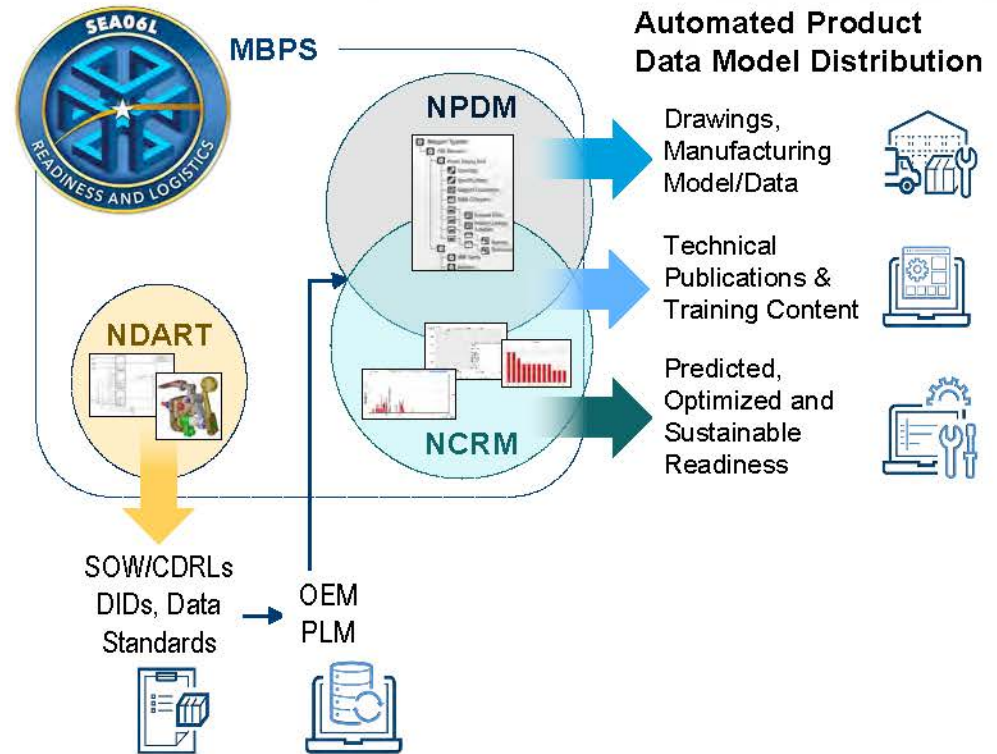 SEA06L
READINESS AND LOGISTICS
MBPS
Automated Product
Data Model Distribution
NPDM
Drawings,
Manufacturing
Model/Data
Technical
Publications &
Training Content
NDART
NCRM
Predicted,
Optimized and
Sustainable
Readiness
SOW/CDRLs
DIDs, Data
Standards
OEM
PLM